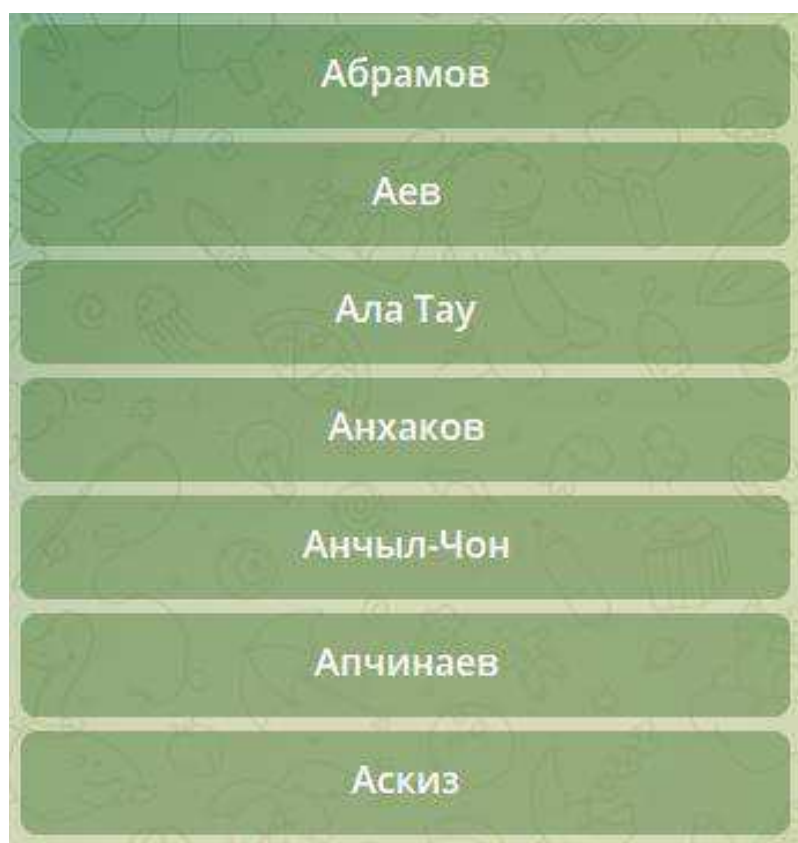 Абрамов
Аев
Ала Тау
Анхаков
Анчыл-Чон
Апчинаев
Аскиз